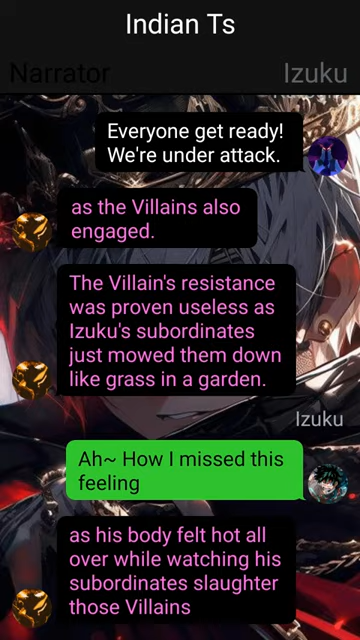 Indian Ts
Narrator
Izuku
Everyone get ready!
We're under attack.
as the Villains also
engaged.
The Villain's resistance
was proven useless as
Izuku's subordinates
just mowed them down
like grass in a garden.
Izuku
Ah~ How I missed this
feeling
as his body felt hot all
over while watching his
subordinates slaughter
those Villains